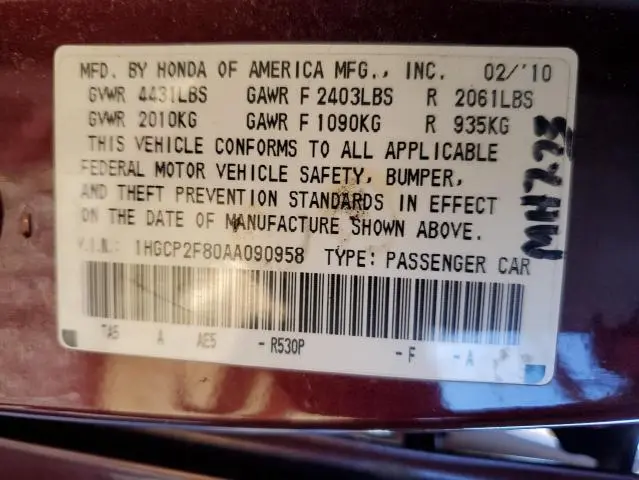 MFD. BY HONDA OF AMERICA MFG., INC. 02/'10
GVWR 4431LBS GAWR F 2403LBS R 2061LBS
GVWR 2010KG GAWR F 1090KG R 935KG
THIS VEHICLE CONFORMS TO ALL APPLICABLE
FEDERAL MOTOR VEHICLE SAFETY, BUMPER,
AND THEFT PREVENTION STANDARDS IN EFFECT
ON THE DATE OF MANUFACTURE SHOWN ABOVE.
V.I.N.: 1HGCP2F80AA090958 TYPE: PASSENGER CAR
TA5 A AE5 - R530P - F - A
MH223